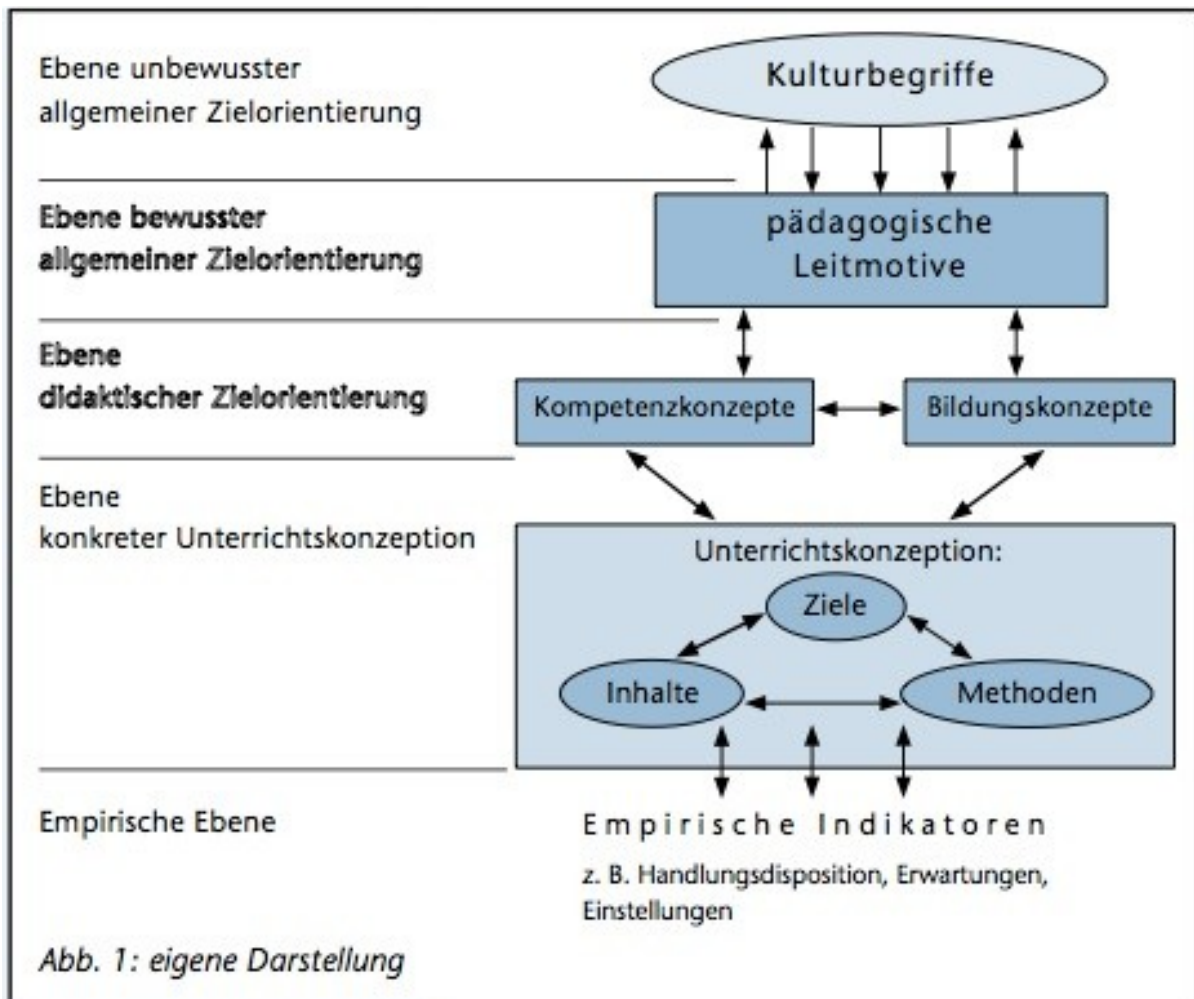 Ebene unbewusster
allgemeiner Zielorientierung
Kulturbegriffe
Ebene bewusster
allgemeiner Zielorientierung
pädagogische
Leitmotive
Ebene
didaktischer Zielorientierung
Kompetenzkonzepte
Bildungskonzepte
Ebene
konkreter Unterrichtskonzeption
Unterrichtskonzeption:
Ziele
Inhalte
Methoden
Empirische Ebene
Empirische Indikatoren
z. B. Handlungsdisposition, Erwartungen,
Einstellungen
Abb. 1: eigene Darstellung